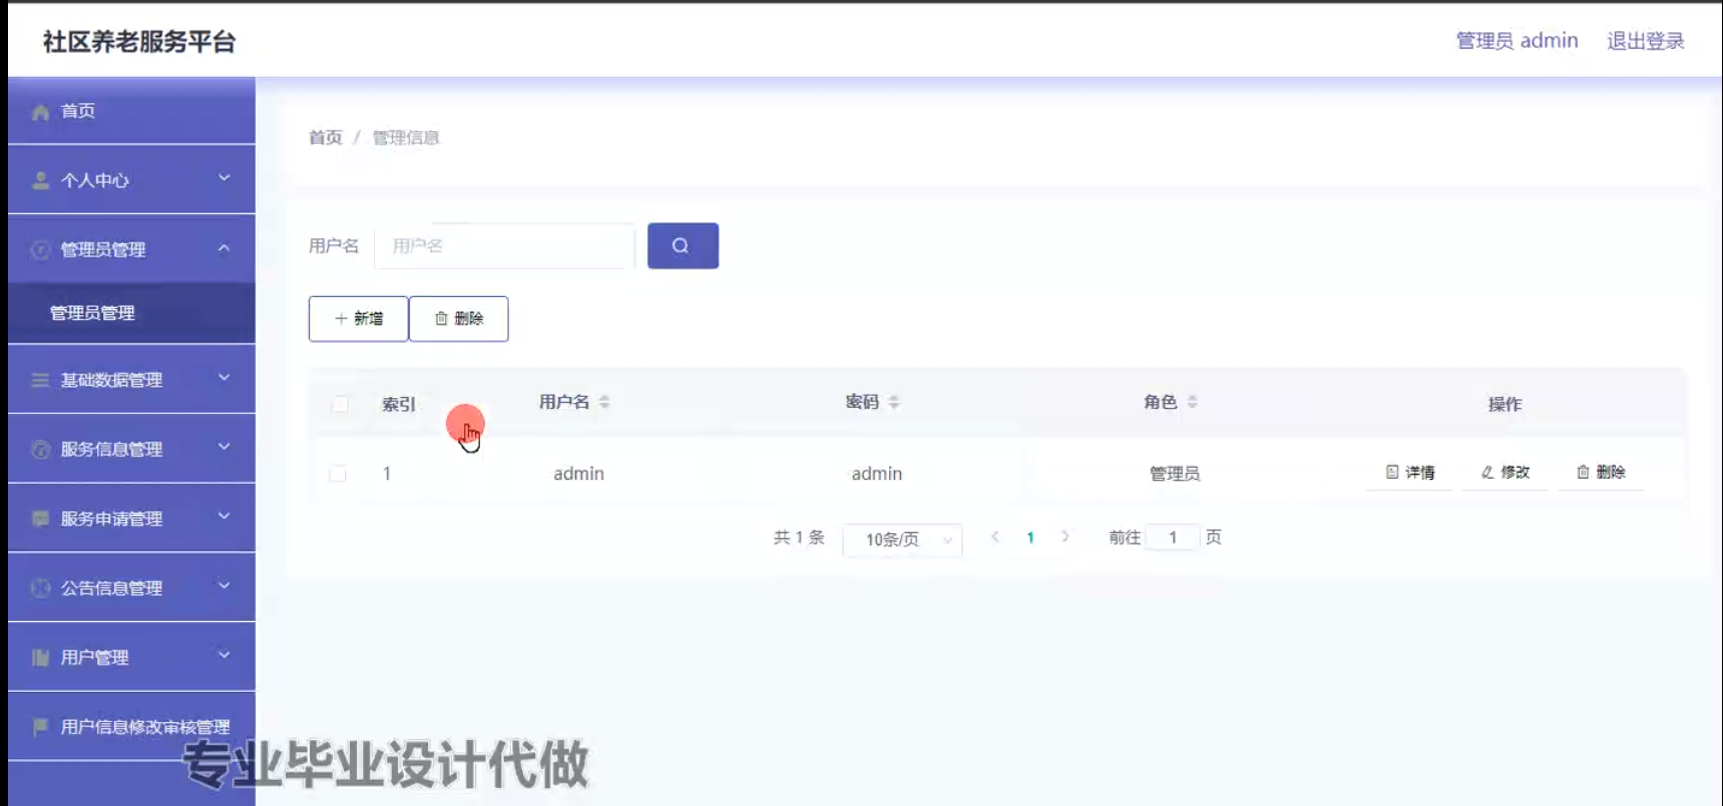 社区养老服务平台
管理员 admin 退出登录
首页
个人中心
管理员管理
管理员管理
基础数据管理
服务信息管理
服务申请管理
公告信息管理
用户管理
用户信息修改审核管理
首页 / 管理信息
用户名 用户名
+ 新增 删除
索引 用户名 密码 角色 操作
1 admin admin 管理员 详情 修改 删除
共 1 条 10条/页 1 前往 1 页
专业毕业设计代做